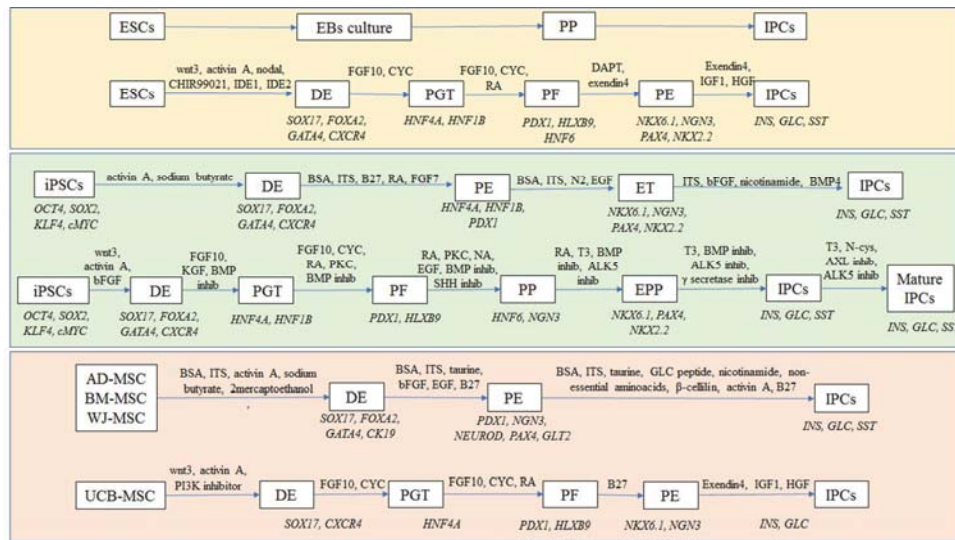 ESCs EBs culture PP IPCs
wnt3, activin A, nodal,
CHIR99021, IDE1, IDE2
FGF10, CYC
FGF10, CYC,
RA
DAPT,
exendin4
Exendin4,
IGF1, HGF
ESCs DE PGT PF PE IPCs
SOX17, FOXA2,
GATA4, CXCR4
HNF4A, HNF1B
PDX1, HLXB9,
HNF6
NKX6.1, NGN3,
PAX4, NKX2.2
INS, GLC, SST
activin A, sodium butyrate
BSA, ITS, B27, RA, FGF7
BSA, ITS, N2, EGF
ITS, bFGF, nicotinamide, BMP4
iPSCs DE PE ET IPCs
OCT4, SOX2,
KLF4, cMYC
SOX17, FOXA2,
GATA4, CXCR4
HNF4A, HNF1B,
PDX1
NKX6.1, NGN3,
PAX4, NKX2.2
INS, GLC, SST
wnt3,
activin A,
bFGF
FGF10,
KGF, BMP
inhib
FGF10, CYC,
RA, PKC,
BMP inhib
RA, PKC, NA,
EGF, BMP inhib,
SHH inhib
RA, T3, BMP
inhib, ALK5
inhib
T3, BMP inhib,
ALK5 inhib,
γ secretase inhib
T3, N-cys,
AXL inhib,
ALK5 inhib
iPSCs DE PGT PF PP EPP IPCs
Mature
IPCs
OCT4, SOX2,
KLF4, cMYC
SOX17, FOXA2,
GATA4, CXCR4
HNF4A, HNF1B
PDX1, HLXB9
HNF6, NGN3
NKX6.1, PAX4,
NKX2.2
INS, GLC, SST
INS, GLC, SST
AD-MSC
BM-MSC
WJ-MSC
BSA, ITS, activin A, sodium
butyrate, 2mercaptoethanol
BSA, ITS, taurine,
bFGF, EGF, B27
BSA, ITS, taurine, GLC peptide, nicotinamide, non-
essential aminoacids, β-cellilin, activin A, B27
DE PE IPCs
SOX17, FOXA2,
GATA4, CK19
PDX1, NGN3,
NEUROD, PAX4, GLT2
INS, GLC, SST
wnt3, activin A,
PI3K inhibitor
FGF10, CYC
FGF10, CYC, RA
B27
Exendin4, IGF1, HGF
UCB-MSC DE PGT PF PE IPCs
SOX17, CXCR4
HNF4A
PDX1, HLXB9
NKX6.1, NGN3
INS, GLC